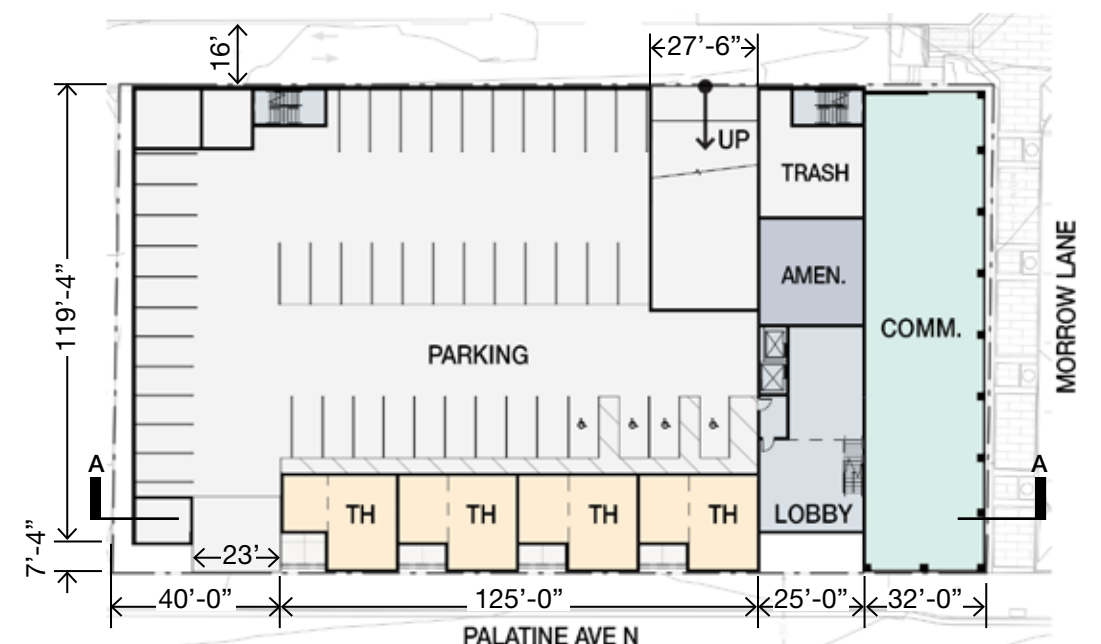 16'
27'-6"
UP
TRASH
119'-4"
AMEN.
MORROW LANE
COMM.
PARKING
A
A
TH
TH
TH
TH
LOBBY
7'-4"
23'
40'-0"
125'-0"
25'-0"
32'-0"
PALATINE AVE N